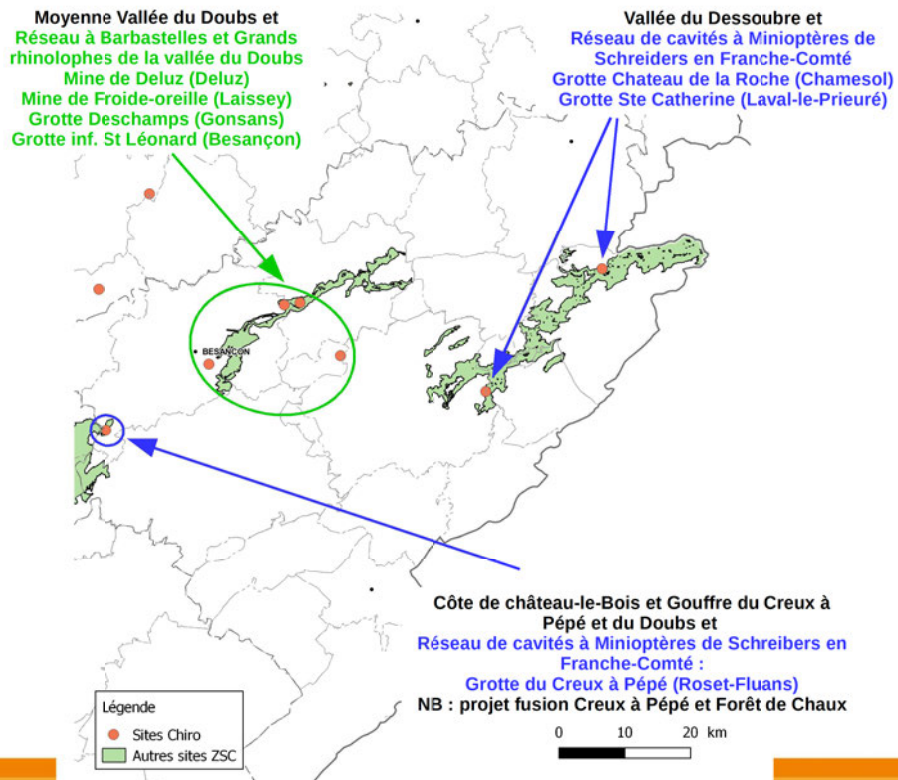 Moyenne Vallée du Doubs et
Réseau à Barbastelles et Grands
rhinolophes de la vallée du Doubs
Mine de Deluz (Deluz)
Mine de Froide-oreille (Laissey)
Grotte Deschamps (Gonsans)
Grotte inf. St Léonard (Besançon)
Vallée du Dessoubre et
Réseau de cavités à Minioptères de
Schreiders en Franche-Comté
Grotte Chateau de la Roche (Chamesol)
Grotte Ste Catherine (Laval-le-Prieuré)
BESANÇON
Côte de château-le-Bois et Gouffre du Creux à
Pépé et du Doubs et
Réseau de cavités à Minioptères de Schreibers en
Franche-Comté :
Grotte du Creux à Pépé (Roset-Fluans)
NB : projet fusion Creux à Pépé et Forêt de Chaux
Légende
Sites Chiro
Autres sites ZSC
0 10 20 km